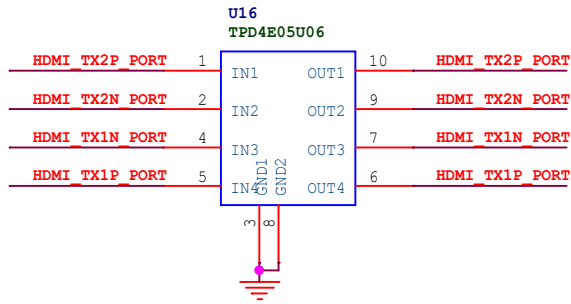 U16
TPD4E05U06
HDMI_TX2P_PORT 1 IN1 OUT1 10 HDMI_TX2P_PORT
HDMI_TX2N_PORT 2 IN2 OUT2 9 HDMI_TX2N_PORT
HDMI_TX1N_PORT 4 IN3 OUT3 7 HDMI_TX1N_PORT
HDMI_TX1P_PORT 5 IN4 OUT4 6 HDMI_TX1P_PORT
GND1 GND2
3 8